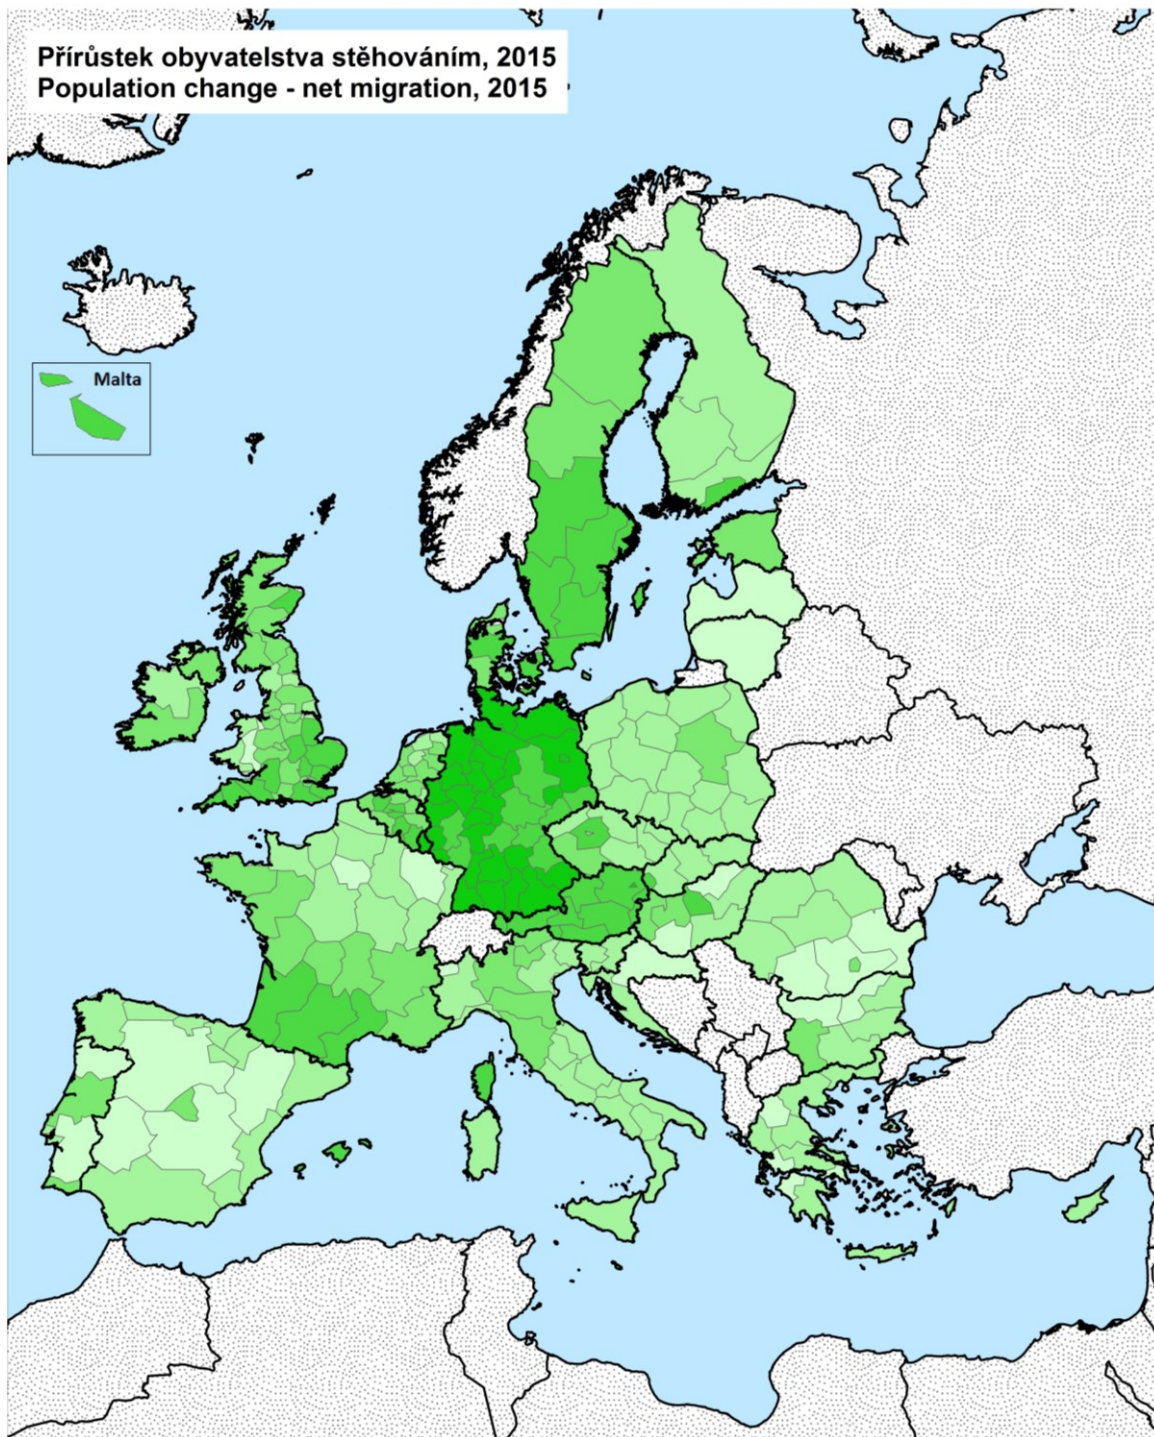 Přírůstek obyvatelstva stěhováním, 2015
Population change - net migration, 2015
Malta